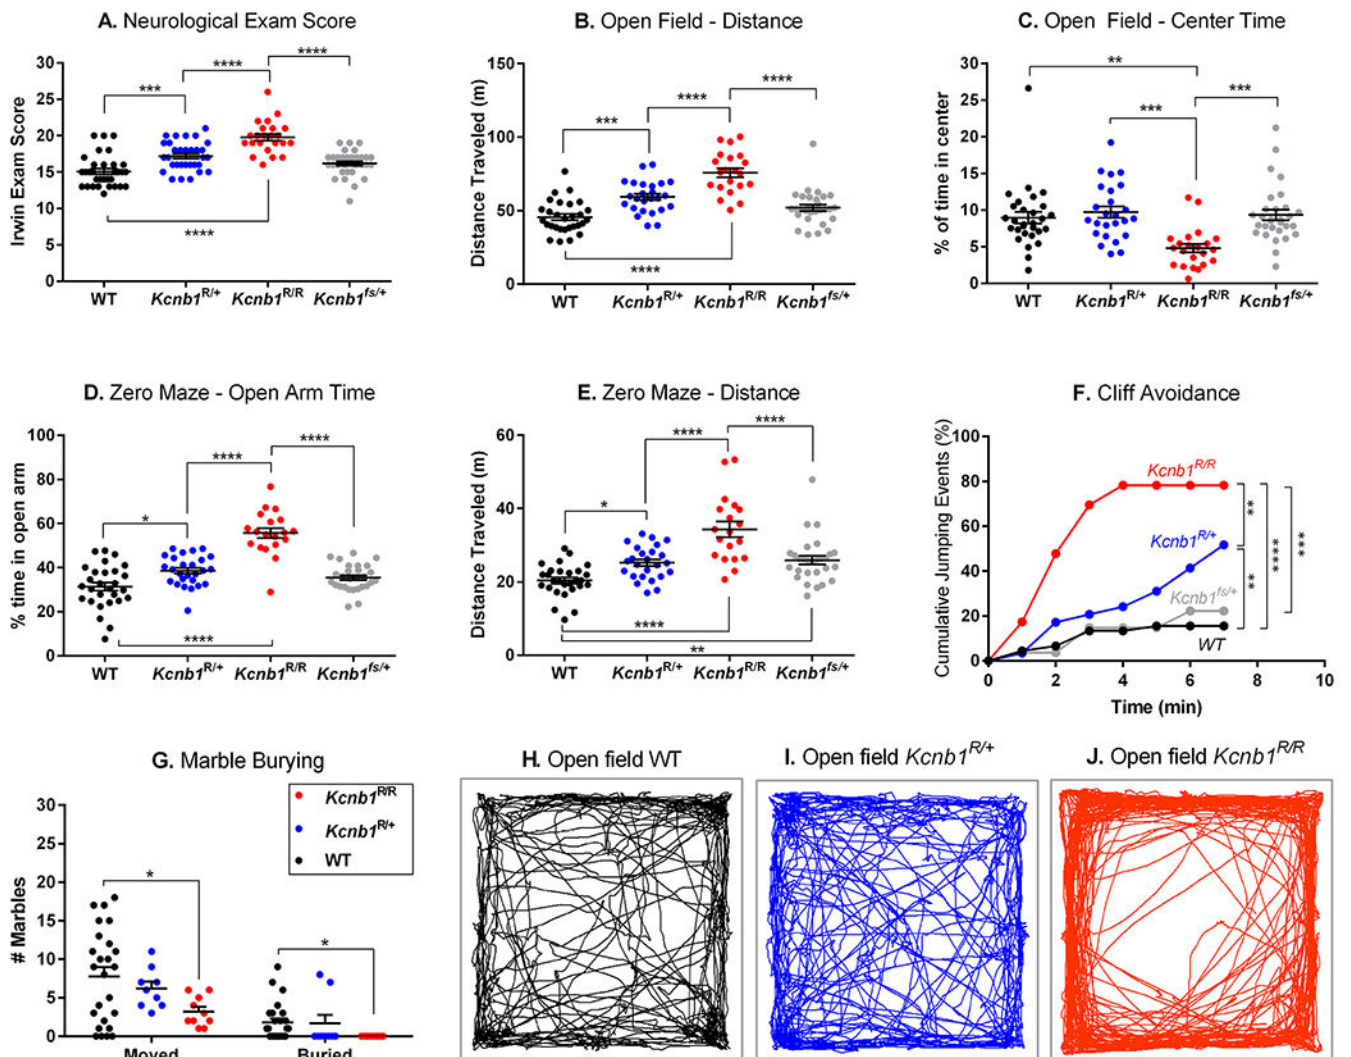 A. Neurological Exam Score
Irwin Exam Score
30
25
20
15
10
5
0
***
****
****
****
WT
Kcnb1R/+
Kcnb1R/R
Kcnb1fs/+
B. Open Field - Distance
Distance Traveled (m)
150
100
50
0
***
****
****
****
WT
Kcnb1R/+
Kcnb1R/R
Kcnb1fs/+
C. Open Field - Center Time
% of time in center
30
25
20
15
10
5
0
**
***
***
WT
Kcnb1R/+
Kcnb1R/R
Kcnb1fs/+
D. Zero Maze - Open Arm Time
% time in open arm
100
80
60
40
20
0
*
****
****
****
WT
Kcnb1R/+
Kcnb1R/R
Kcnb1fs/+
E. Zero Maze - Distance
Distance Traveled (m)
60
40
20
0
*
****
****
****
**
WT
Kcnb1R/+
Kcnb1R/R
Kcnb1fs/+
F. Cliff Avoidance
Cumulative Jumping Events (%)
100
80
60
40
20
0
Kcnb1R/R
Kcnb1R/+
Kcnb1fs/+
WT
**
**
****
***
0
2
4
6
8
10
Time (min)
G. Marble Burying
# Marbles
30
25
20
15
10
5
0
Kcnb1R/R
Kcnb1R/+
WT
*
*
Moved
Buried
H. Open field WT
I. Open field Kcnb1R/+
J. Open field Kcnb1R/R